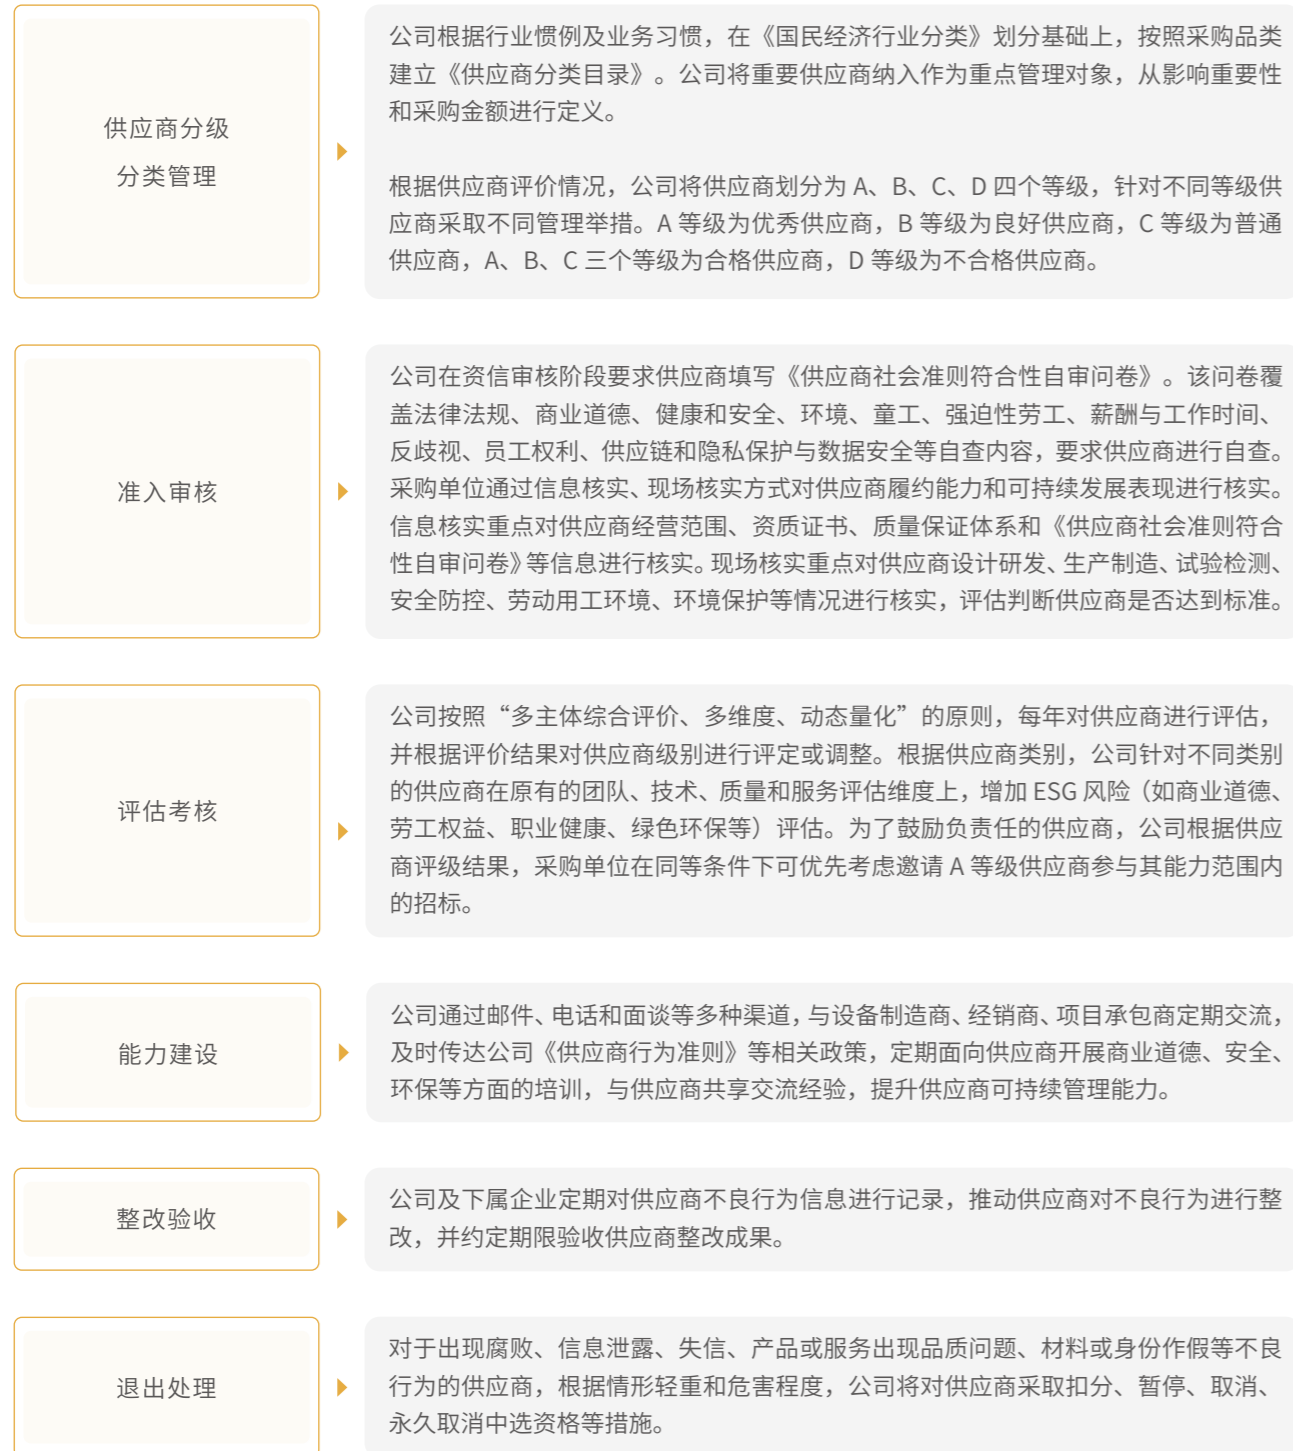 供应商分级
分类管理
公司根据行业惯例及业务习惯，在《国民经济行业分类》划分基础上，按照采购品类
建立《供应商分类目录》。公司将重要供应商纳入作为重点管理对象，从影响重要性
和采购金额进行定义。
根据供应商评价情况，公司将供应商划分为 A、B、C、D 四个等级，针对不同等级供
应商采取不同管理举措。A 等级为优秀供应商，B 等级为良好供应商，C 等级为普通
供应商，A、B、C 三个等级为合格供应商，D 等级为不合格供应商。
准入审核
公司在资信审核阶段要求供应商填写《供应商社会准则符合性自审问卷》。该问卷覆
盖法律法规、商业道德、健康和安全、环境、童工、强迫性劳工、薪酬与工作时间、
反歧视、员工权利、供应链和隐私保护与数据安全等自查内容，要求供应商进行自查。
采购单位通过信息核实、现场核实方式对供应商履约能力和可持续发展表现进行核实。
信息核实重点对供应商经营范围、资质证书、质量保证体系和《供应商社会准则符合
性自审问卷》等信息进行核实。现场核实重点对供应商设计研发、生产制造、试验检测、
安全防控、劳动用工环境、环境保护等情况进行核实，评估判断供应商是否达到标准。
评估考核
公司按照“多主体综合评价、多维度、动态量化”的原则，每年对供应商进行评估，
并根据评价结果对供应商级别进行评定或调整。根据供应商类别，公司针对不同类别
的供应商在原有的团队、技术、质量和服务评估维度上，增加 ESG 风险（如商业道德、
劳工权益、职业健康、绿色环保等）评估。为了鼓励负责任的供应商，公司根据供应
商评级结果，采购单位在同等条件下可优先考虑邀请 A 等级供应商参与其能力范围内
的招标。
能力建设
公司通过邮件、电话和面谈等多种渠道，与设备制造商、经销商、项目承包商定期交流，
及时传达公司《供应商行为准则》等相关政策，定期面向供应商开展商业道德、安全、
环保等方面的培训，与供应商共享交流经验，提升供应商可持续管理能力。
整改验收
公司及下属企业定期对供应商不良行为信息进行记录，推动供应商对不良行为进行整
改，并约定期限验收供应商整改成果。
退出处理
对于出现腐败、信息泄露、失信、产品或服务出现品质问题、材料或身份作假等不良
行为的供应商，根据情形轻重和危害程度，公司将对供应商采取扣分、暂停、取消、
永久取消中选资格等措施。